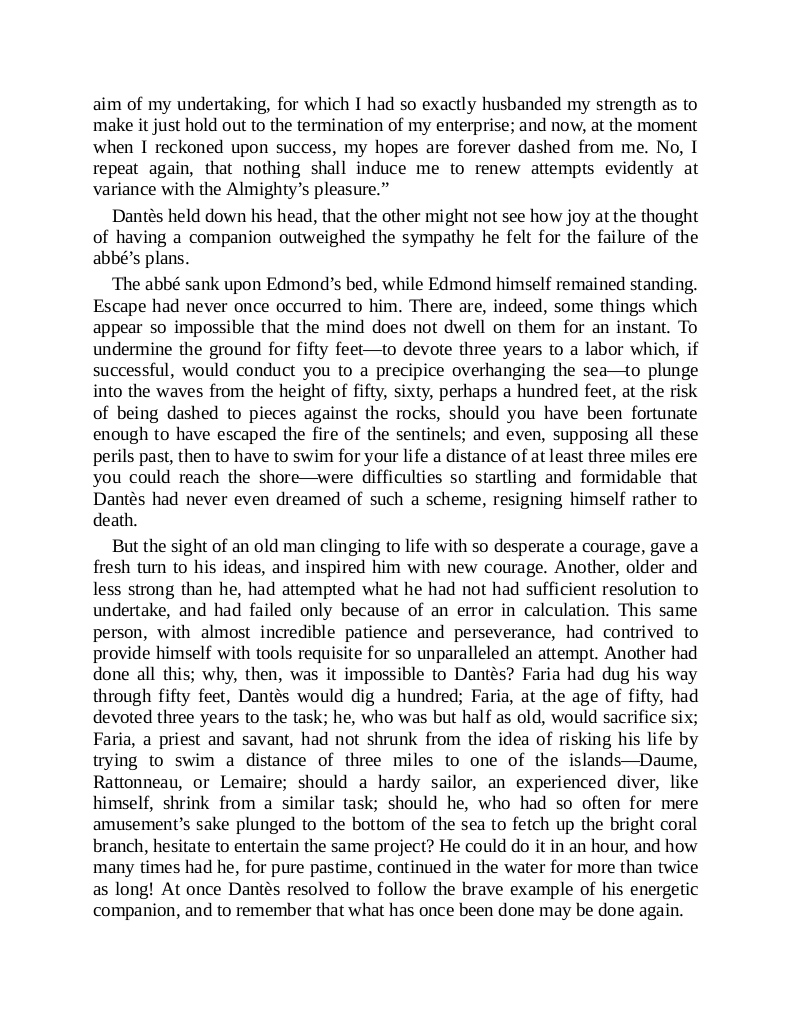 aim of my undertaking, for which I had so exactly husbanded my strength as to
make it just hold out to the termination of my enterprise; and now, at the moment
when I reckoned upon success, my hopes are forever dashed from me. No, I
repeat again, that nothing shall induce me to renew attempts evidently at
variance with the Almighty’s pleasure.”
Dantès held down his head, that the other might not see how joy at the thought
of having a companion outweighed the sympathy he felt for the failure of the
abbé’s plans.
The abbé sank upon Edmond’s bed, while Edmond himself remained standing.
Escape had never once occurred to him. There are, indeed, some things which
appear so impossible that the mind does not dwell on them for an instant. To
undermine the ground for fifty feet—to devote three years to a labor which, if
successful, would conduct you to a precipice overhanging the sea—to plunge
into the waves from the height of fifty, sixty, perhaps a hundred feet, at the risk
of being dashed to pieces against the rocks, should you have been fortunate
enough to have escaped the fire of the sentinels; and even, supposing all these
perils past, then to have to swim for your life a distance of at least three miles ere
you could reach the shore—were difficulties so startling and formidable that
Dantès had never even dreamed of such a scheme, resigning himself rather to
death.
But the sight of an old man clinging to life with so desperate a courage, gave a
fresh turn to his ideas, and inspired him with new courage. Another, older and
less strong than he, had attempted what he had not had sufficient resolution to
undertake, and had failed only because of an error in calculation. This same
person, with almost incredible patience and perseverance, had contrived to
provide himself with tools requisite for so unparalleled an attempt. Another had
done all this; why, then, was it impossible to Dantès? Faria had dug his way
through fifty feet, Dantès would dig a hundred; Faria, at the age of fifty, had
devoted three years to the task; he, who was but half as old, would sacrifice six;
Faria, a priest and savant, had not shrunk from the idea of risking his life by
trying to swim a distance of three miles to one of the islands—Daume,
Rattonneau, or Lemaire; should a hardy sailor, an experienced diver, like
himself, shrink from a similar task; should he, who had so often for mere
amusement’s sake plunged to the bottom of the sea to fetch up the bright coral
branch, hesitate to entertain the same project? He could do it in an hour, and how
many times had he, for pure pastime, continued in the water for more than twice
as long! At once Dantès resolved to follow the brave example of his energetic
companion, and to remember that what has once been done may be done again.